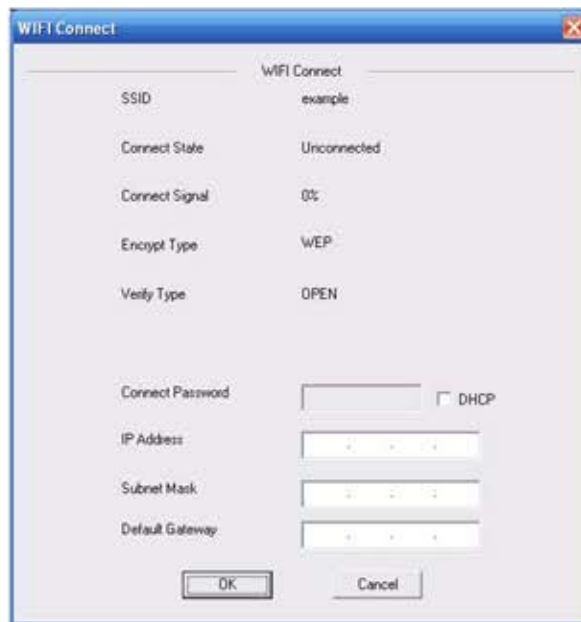 WIFI Connect
WIFI Connect
SSID example
Connect State Unconnected
Connect Signal 0%
Encrypt Type WEP
Verify Type OPEN
Connect Password DHCP
IP Address . . .
Subnet Mask . . .
Default Gateway . . .
OK Cancel